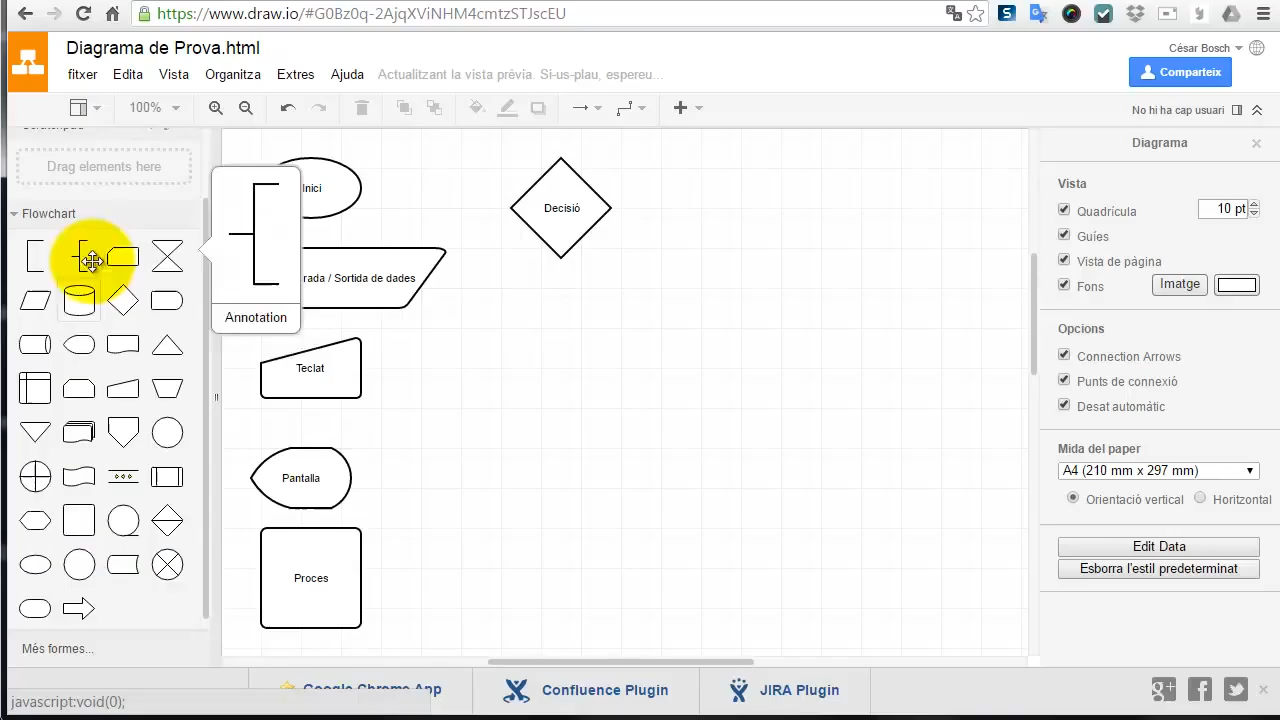 https://www.draw.io/#G0Bz0q-2AjqXViNHM4cmtzSTJscEU
Diagrama de Prova.html
César Bosch
fitxer Edita Vista Organitza Extres Ajuda Actualitzant la vista prèvia. Si-us-plau, espereu...
Comparteix
100%
No hi ha cap usuari
Drag elements here
Flowchart
Annotation
Més formes...
Inici
Decisió
rada / Sortida de dades
Teclat
Pantalla
Proces
Diagrama
Vista
Quadrícula 10 pt
Guíes
Vista de página
Fons Imatge
Opcions
Connection Arrows
Punts de connexió
Desat automàtic
Mida del paper
A4 (210 mm x 297 mm)
Orientació vertical Horitzontal
Edit Data
Esborra l'estil predeterminat
Google Chrome App Confluence Plugin JIRA Plugin
javascript:void(0);